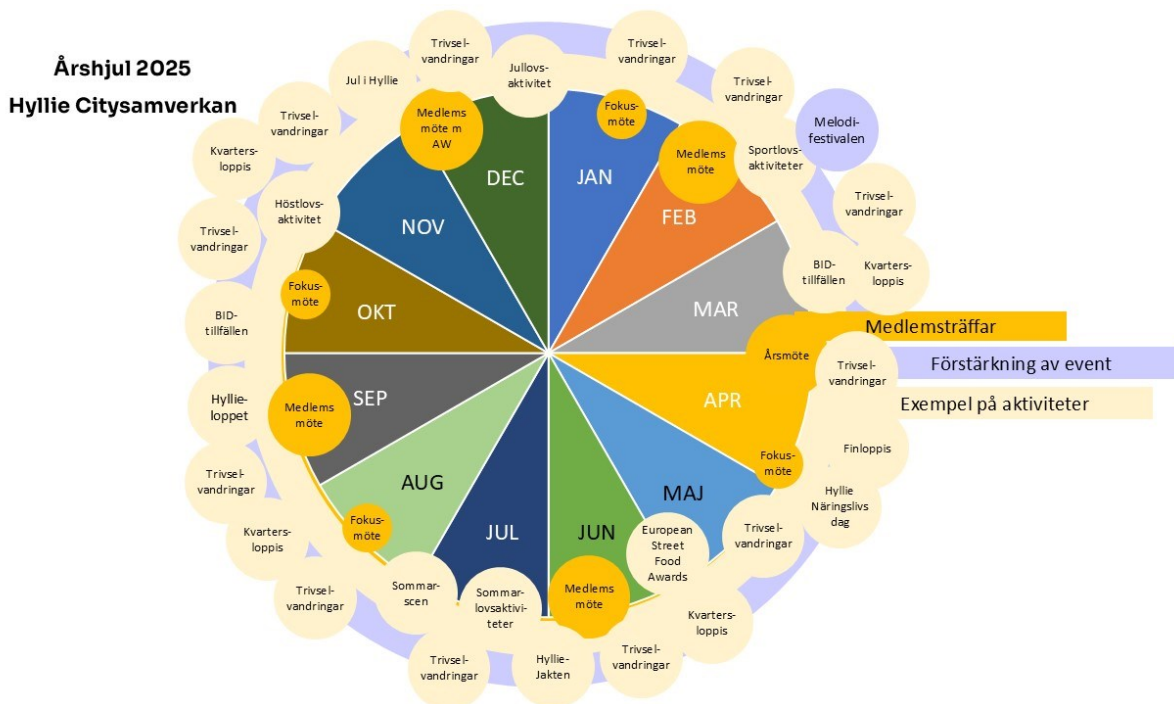 Årshjul 2025
Hyllie Citysamverkan
Trivsel-
vandringar
Jullovs-
aktivitet
Trivsel-
vandringar
Trivsel-
vandringar
Melodi-
festivalen
Sportlovs-
aktiviteter
Trivsel-
vandringar
BID-
tillfällen
Kvarters-
loppis
Medlemsträffar
Förstärkning av event
Exempel på aktiviteter
Trivsel-
vandringar
Finloppis
Hyllie
Näringslivs
dag
Trivsel-
vandringar
European
Street
Food
Awards
Kvarters-
loppis
Trivsel-
vandringar
Hyllie-
Jakten
Sommar-
lovsaktivi-
teter
Trivsel-
vandringar
Sommar-
scen
Trivsel-
vandringar
Kvarters-
loppis
Trivsel-
vandringar
Hyllie-
loppet
BID-
tillfällen
Trivsel-
vandringar
Höstlovs-
aktivitet
Kvarters-
loppis
Trivsel-
vandringar
Jul i Hyllie
Fokus-
möte
Medlems
möte
Årsmöte
Fokus-
möte
Medlems
möte
Fokus-
möte
Medlems
möte
Fokus-
möte
Medlems
möte m
AW
JAN
FEB
MAR
APR
MAJ
JUN
JUL
AUG
SEP
OKT
NOV
DEC